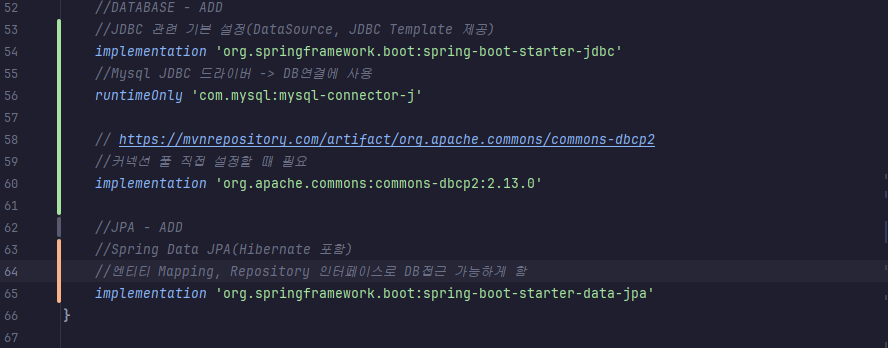 52 //DATABASE - ADD
53 //JDBC 관련 기본 설정(DataSource, JDBC Template 제공)
54 implementation 'org.springframework.boot:spring-boot-starter-jdbc'
55 //Mysql JDBC 드라이버 -> DB연결에 사용
56 runtimeOnly 'com.mysql:mysql-connector-j'
57
58 // https://mvnrepository.com/artifact/org.apache.commons/commons-dbcp2
59 //커넥션 풀 직접 설정할 때 필요
60 implementation 'org.apache.commons:commons-dbcp2:2.13.0'
61
62 //JPA - ADD
63 //Spring Data JPA(Hibernate 포함)
64 //엔티티 Mapping, Repository 인터페이스로 DB접근 가능하게 함
65 implementation 'org.springframework.boot:spring-boot-starter-data-jpa'
66 }
67